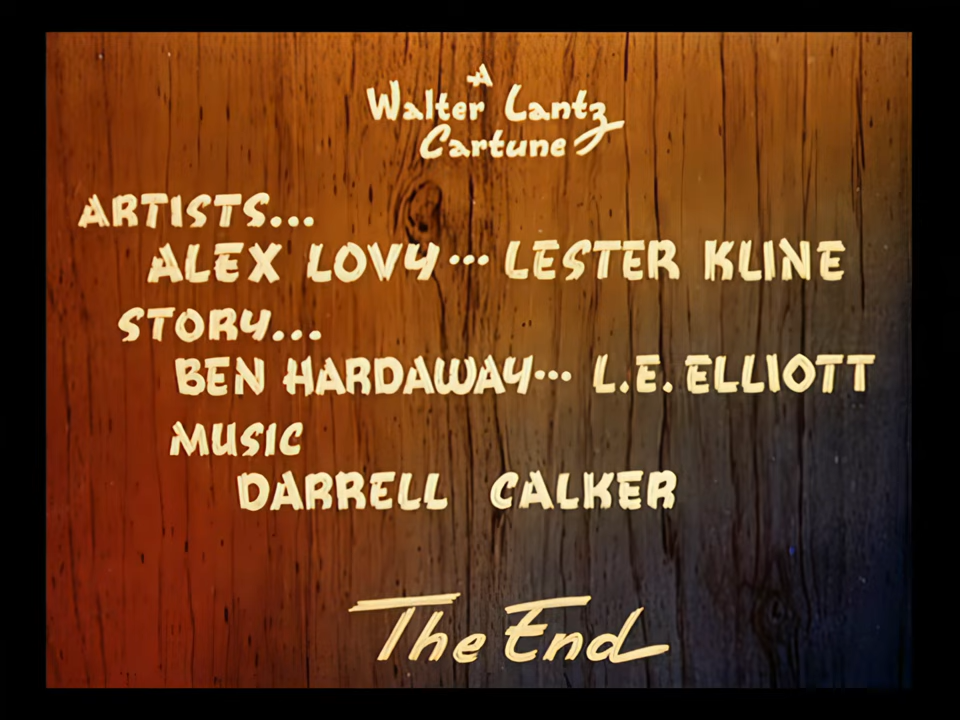 A
Walter Lantz
Cartune
ARTISTS...
ALEX LOVY... LESTER KLINE
STORY...
BEN HARDAWAY... L.E. ELLIOTT
MUSIC
DARRELL CALKER
The End